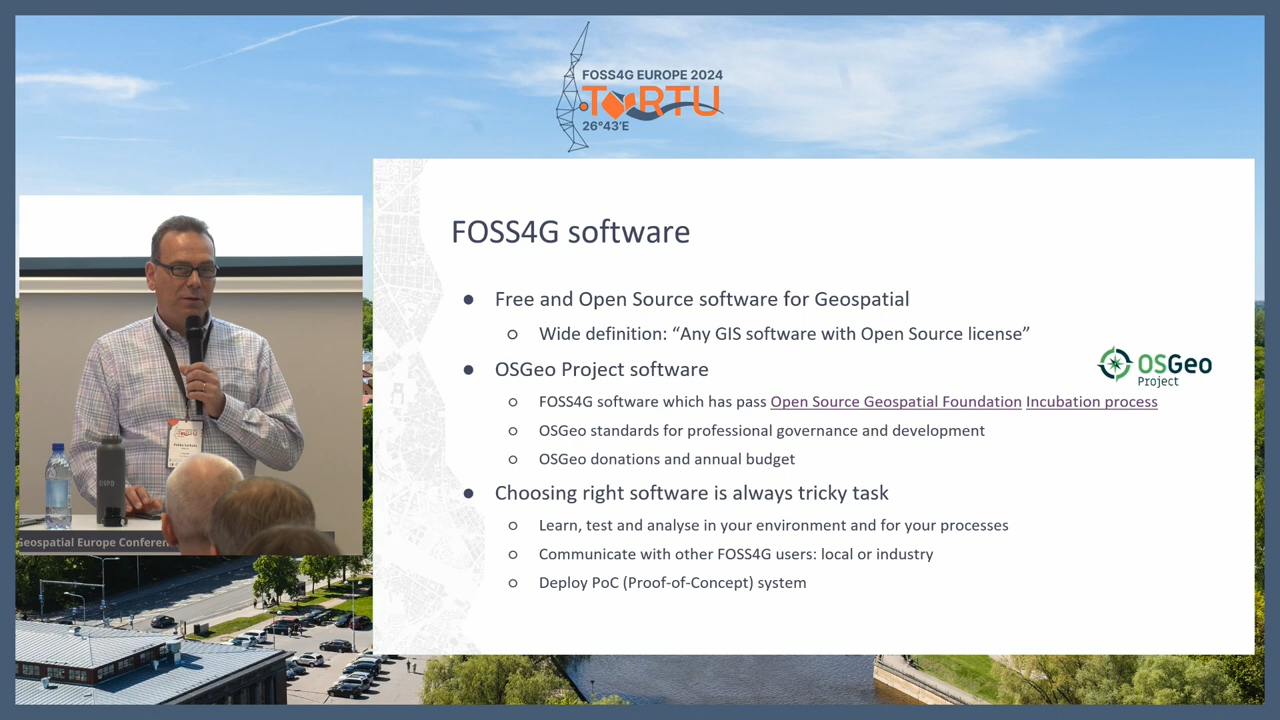 FOSS4G EUROPE 2024
TARTU
26°43'E
FOSS4G software
● Free and Open Source software for Geospatial
○ Wide definition: “Any GIS software with Open Source license”
● OSGeo Project software
OSGeo
Project
○ FOSS4G software which has pass Open Source Geospatial Foundation Incubation process
○ OSGeo standards for professional governance and development
○ OSGeo donations and annual budget
● Choosing right software is always tricky task
○ Learn, test and analyse in your environment and for your processes
○ Communicate with other FOSS4G users: local or industry
○ Deploy PoC (Proof-of-Concept) system
TARTU
Geospatial Europe Conferen